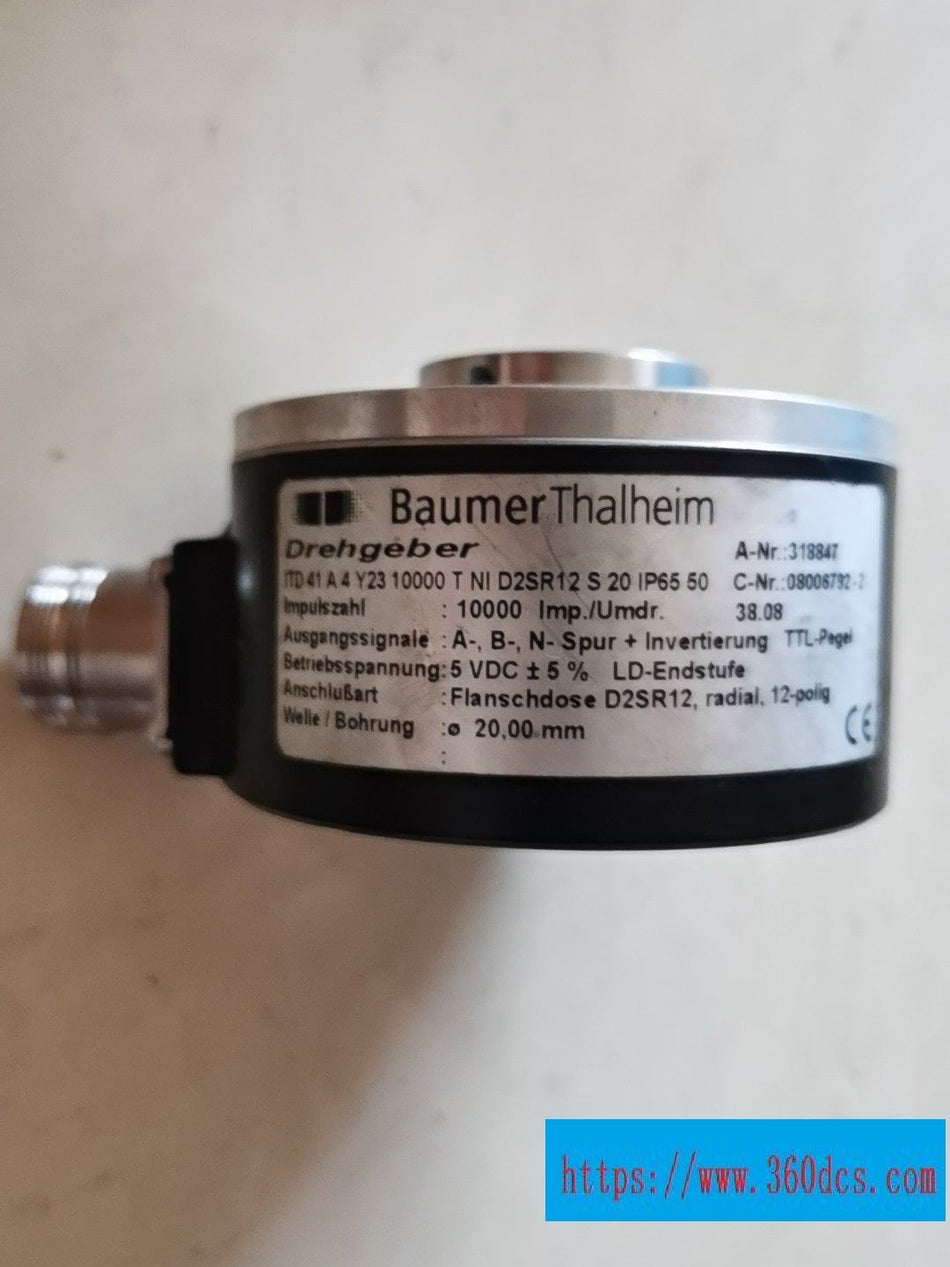 BaumerThalheim
Drehgeber A-Nr.:318847
ITD 41 A 4 Y23 10000 T NI D2SR12 S 20 IP65 50 C-Nr.:08006792-2
Impulszahl : 10000 Imp./Umdr. 38.08
Ausgangssignale : A-, B-, N- Spur + Invertierung TTL-Pegel
Betriebsspannung: 5 VDC ± 5 % LD-Endstufe
Anschlußart : Flanschdose D2SR12, radial, 12-polig
Welle / Bohrung : ø 20,00 mm
:
CE
https://www.360dcs.com